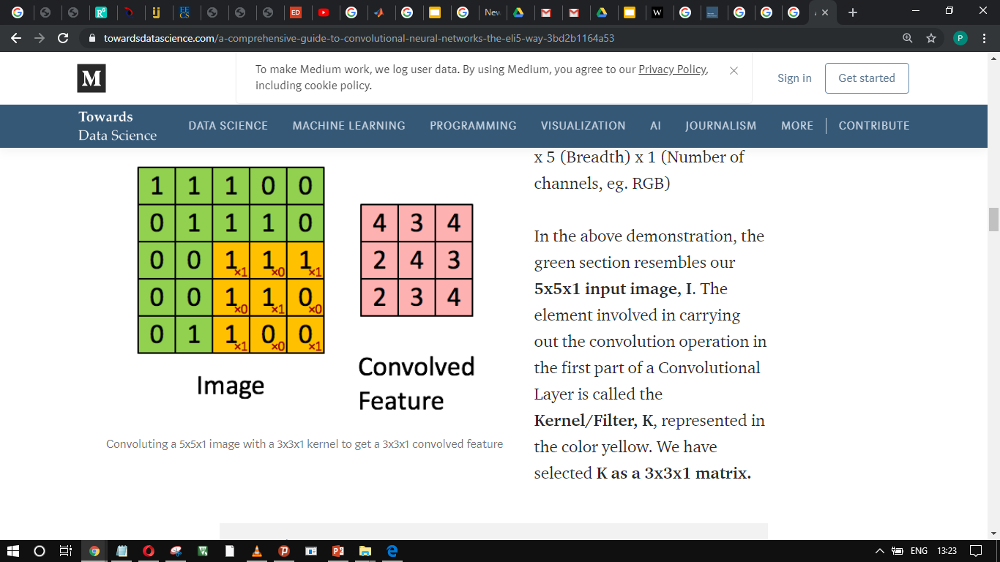 New
towardsdatascience.com/a-comprehensive-guide-to-convolutional-neural-networks-the-eli5-way-3bd2b1164a53
P
M
To make Medium work, we log user data. By using Medium, you agree to our Privacy Policy,
including cookie policy.
Sign in
Get started
Towards
Data Science
DATA SCIENCE
MACHINE LEARNING
PROGRAMMING
VISUALIZATION
AI
JOURNALISM
MORE
CONTRIBUTE
1 1 1 0 0
0 1 1 1 0
0 0 1×1 1×0 1×1
0 0 1×0 1×1 0×0
0 1 1×1 0×0 0×1
Image
4 3 4
2 4 3
2 3 4
Convolved
Feature
Convoluting a 5x5x1 image with a 3x3x1 kernel to get a 3x3x1 convolved feature
x 5 (Breadth) x 1 (Number of
channels, eg. RGB)
In the above demonstration, the
green section resembles our
5x5x1 input image, I. The
element involved in carrying
out the convolution operation in
the first part of a Convolutional
Layer is called the
Kernel/Filter, K, represented in
the color yellow. We have
selected K as a 3x3x1 matrix.
ENG
13:23